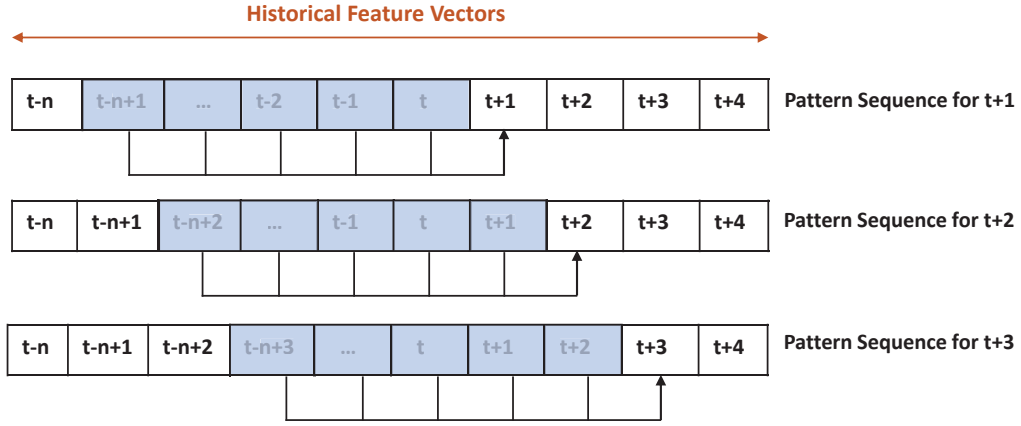 Historical Feature Vectors
t-n t-n+1 ... t-2 t-1 t t+1 t+2 t+3 t+4 Pattern Sequence for t+1
t-n t-n+1 t-n+2 ... t-1 t t+1 t+2 t+3 t+4 Pattern Sequence for t+2
t-n t-n+1 t-n+2 t-n+3 ... t t+1 t+2 t+3 t+4 Pattern Sequence for t+3